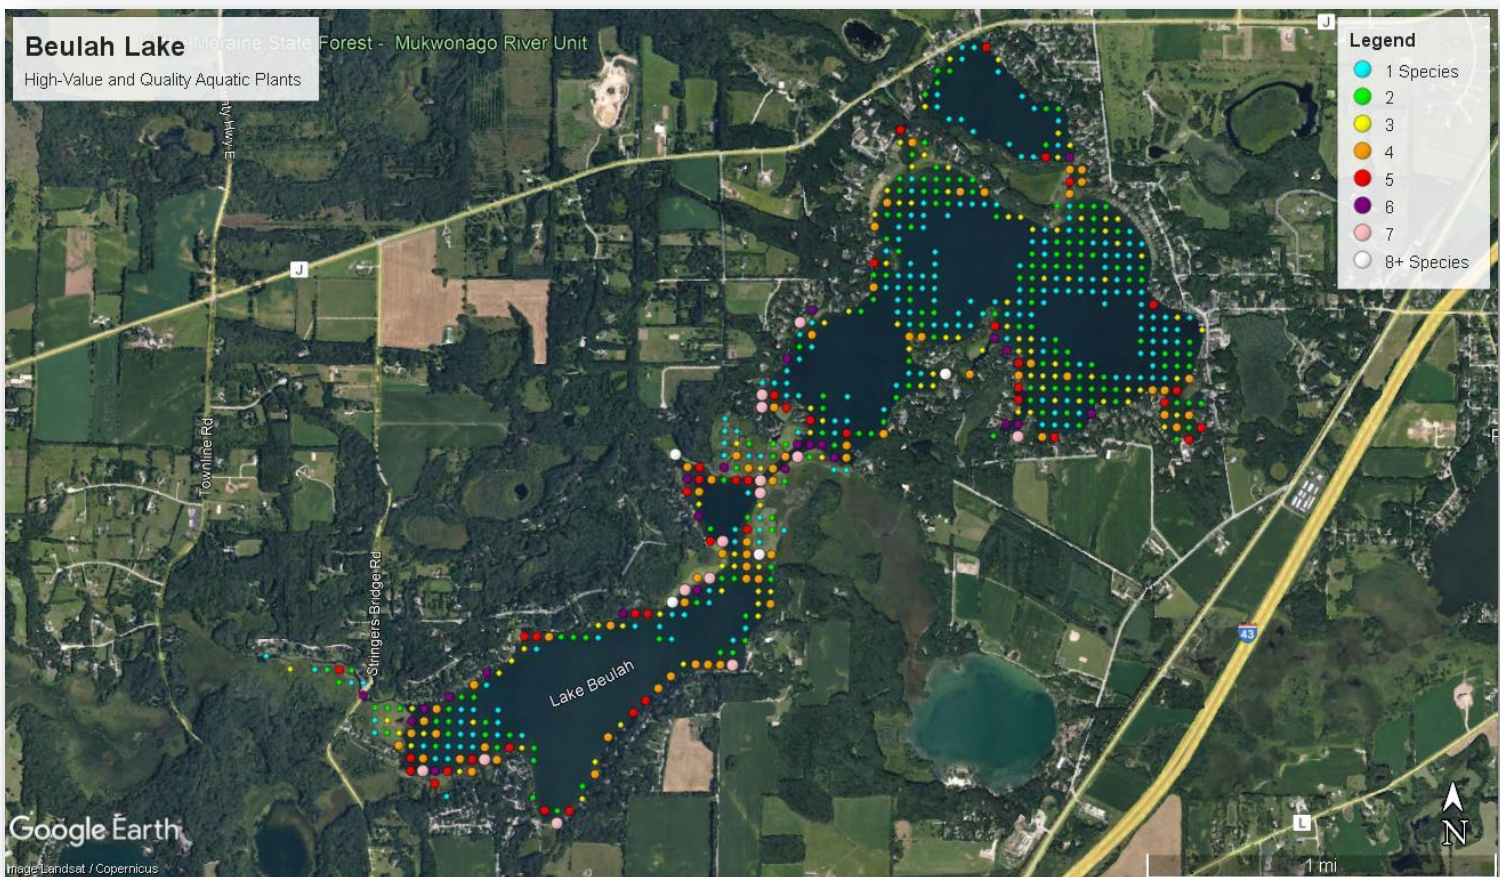 Beulah Lake
Moraine State Forest - Mukwonago River Unit
High-Value and Quality Aquatic Plants
J
Legend
1 Species
2
3
4
5
6
7
8+ Species
Hwy E
J
Townline Rd
Stringers Bridge Rd
Lake Beulah
43
L
N
1 mi
Google Earth
Image Landsat / Copernicus